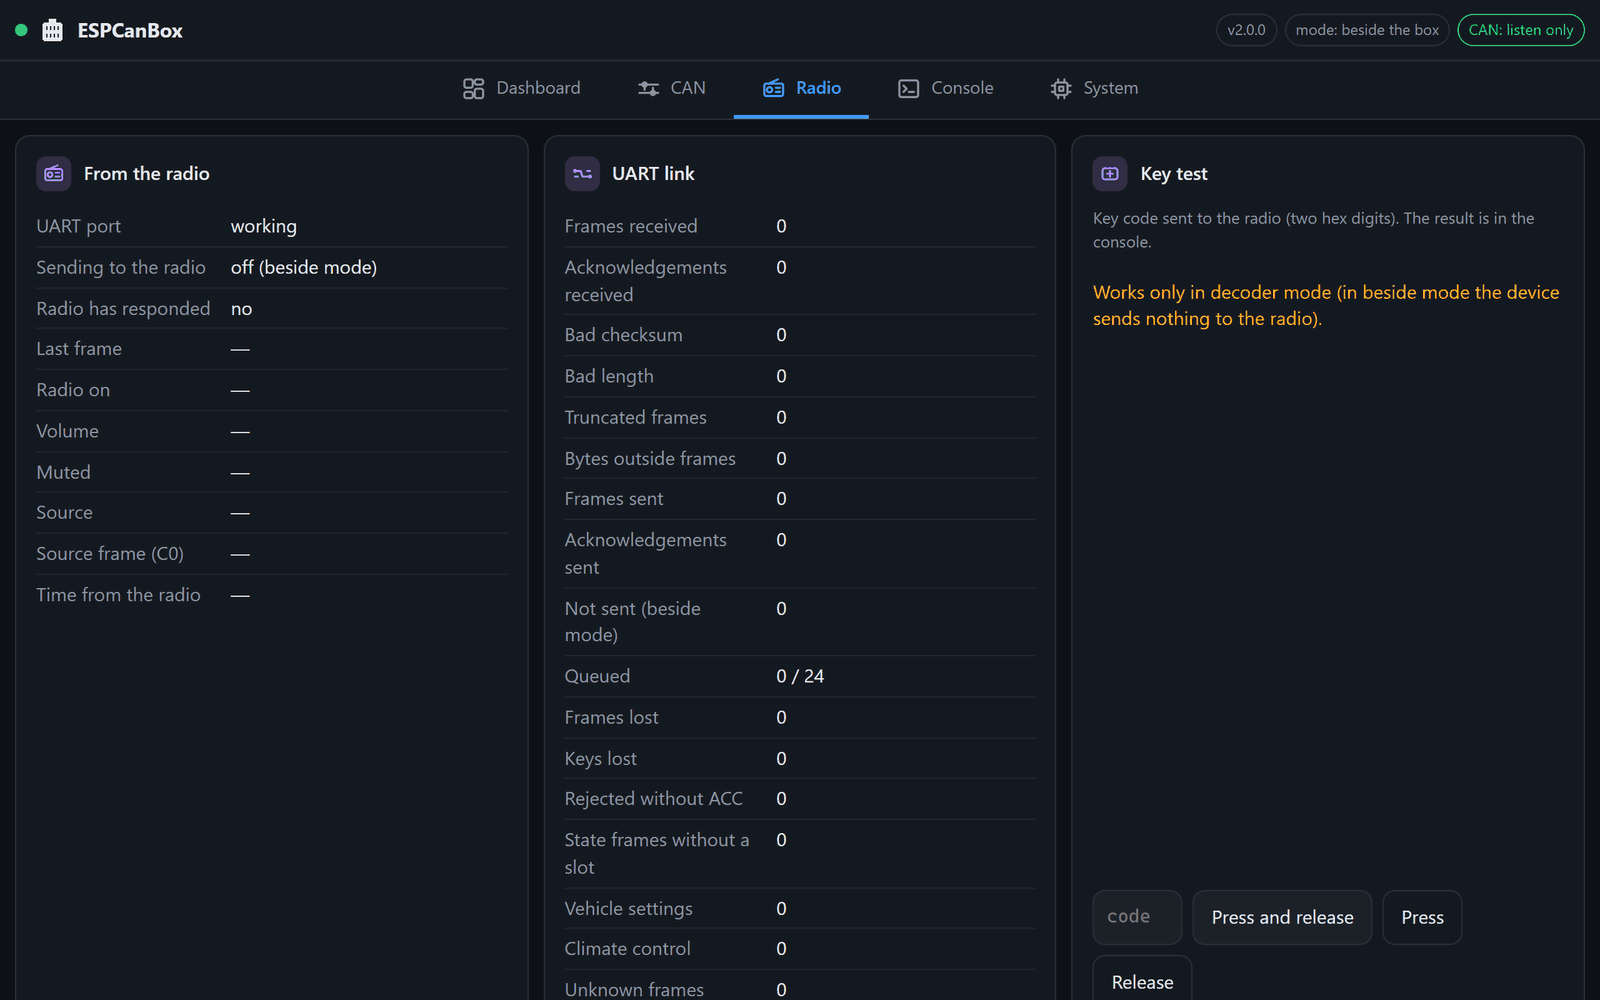 ESPCanBox
v2.0.0
mode: beside the box
CAN: listen only
Dashboard
CAN
Radio
Console
System
From the radio
UART port working
Sending to the radio off (beside mode)
Radio has responded no
Last frame —
Radio on —
Volume —
Muted —
Source —
Source frame (C0) —
Time from the radio —
UART link
Frames received 0
Acknowledgements 0
received
Bad checksum 0
Bad length 0
Truncated frames 0
Bytes outside frames 0
Frames sent 0
Acknowledgements 0
sent
Not sent (beside 0
mode)
Queued 0 / 24
Frames lost 0
Keys lost 0
Rejected without ACC 0
State frames without a 0
slot
Vehicle settings 0
Climate control 0
Unknown frames 0
Key test
Key code sent to the radio (two hex digits). The result is in the
console.
Works only in decoder mode (in beside mode the device
sends nothing to the radio).
code
Press and release
Press
Release